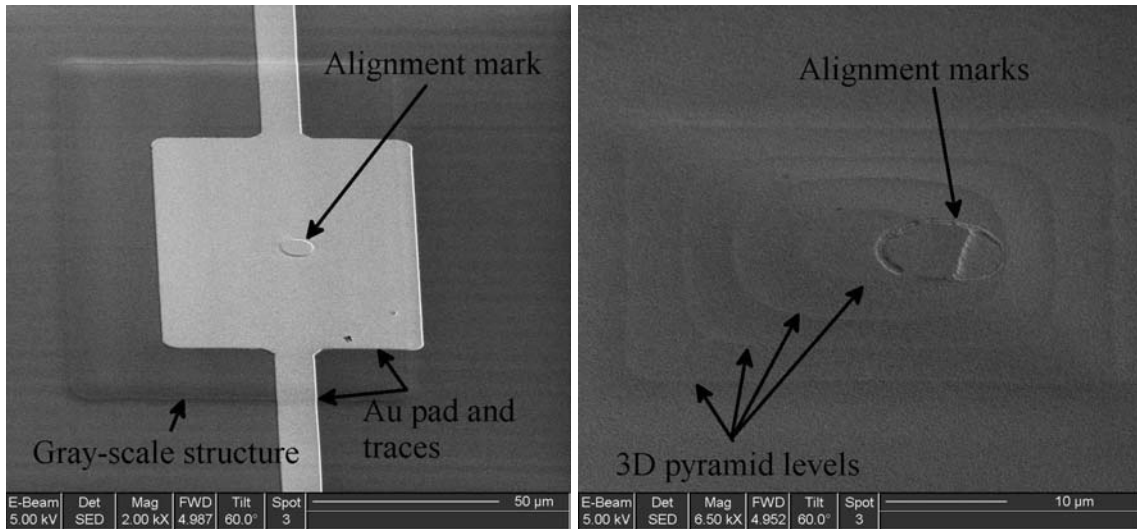 Alignment mark
Gray-scale structure
Au pad and
traces
E-Beam Det Mag FWD Tilt Spot 50 µm
5.00 kV SED 2.00 kX 4.987 60.0° 3
Alignment marks
3D pyramid levels
E-Beam Det Mag FWD Tilt Spot 10 µm
5.00 kV SED 6.50 kX 4.952 60.0° 3